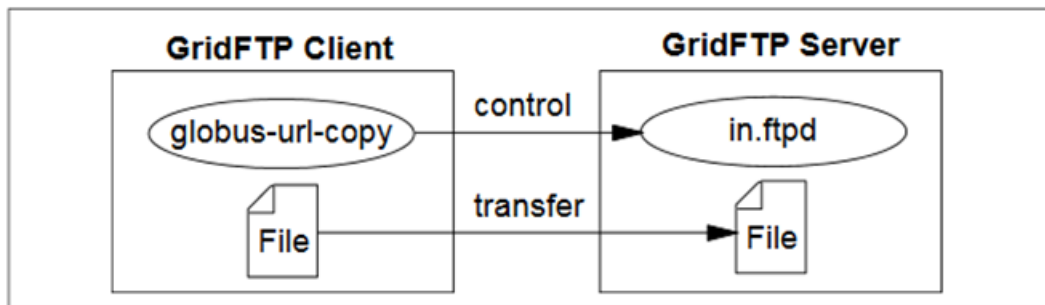 GridFTP Client
GridFTP Server
control
globus-url-copy
in.ftpd
transfer
File
File